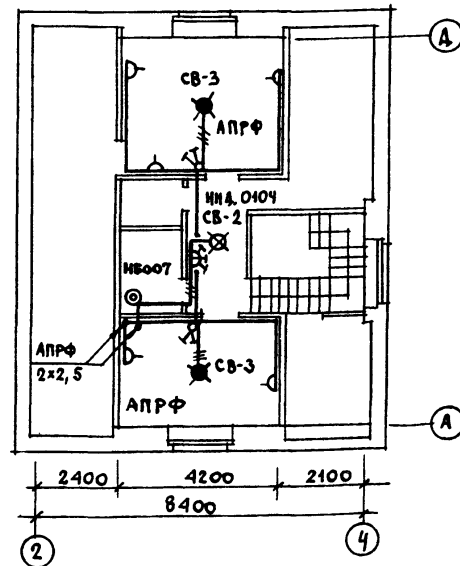 Д
СВ-3
АПРФ
ИНД. 0104
СВ-2
НБ007
АПРФ
2×2,5
СВ-3
АПРФ
А
2400 4200 2100
8400
2 4